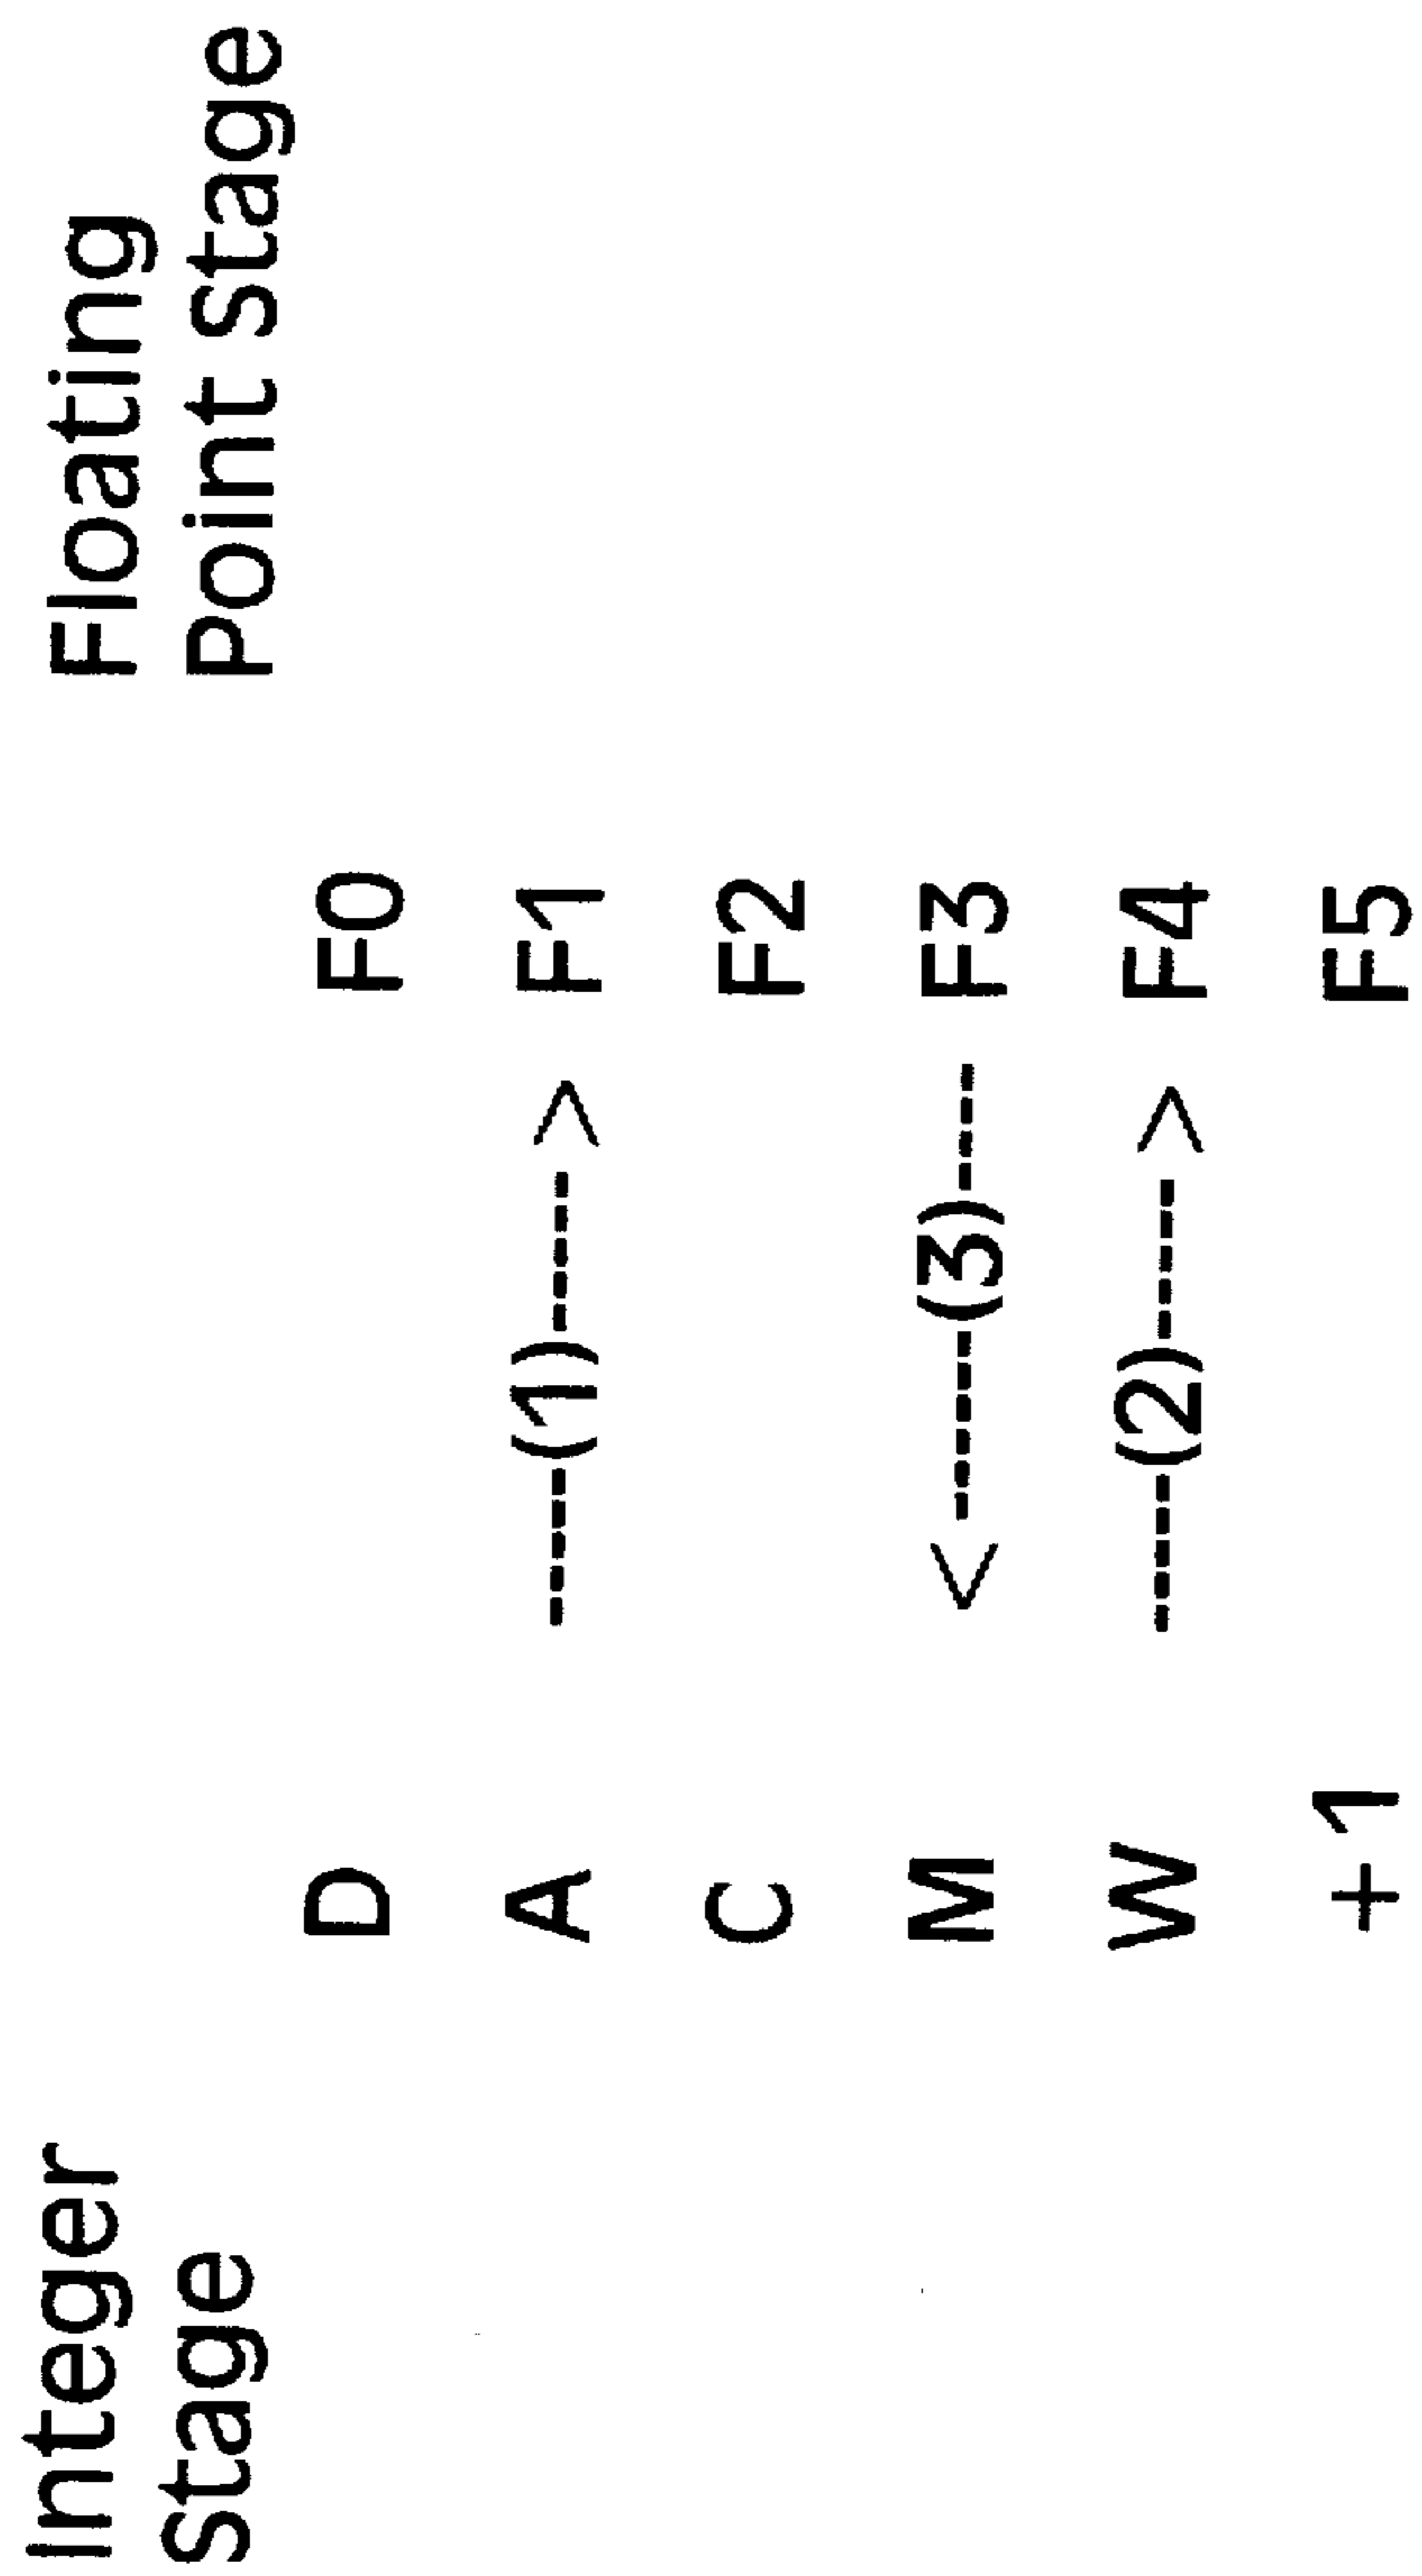 Integer Floating
Stage Point stage
D F0
A -----(1)-----> F1
C F2
M <-----(3)---- F3
W -----(2)-----> F4
+1 F5